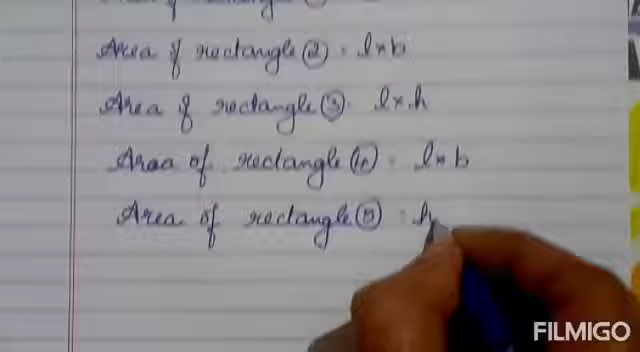 Area of rectangle ② = l×b
Area of rectangle ③ = l×h
Area of rectangle ④ = l×b
Area of rectangle ⑤ =
FILMIGO